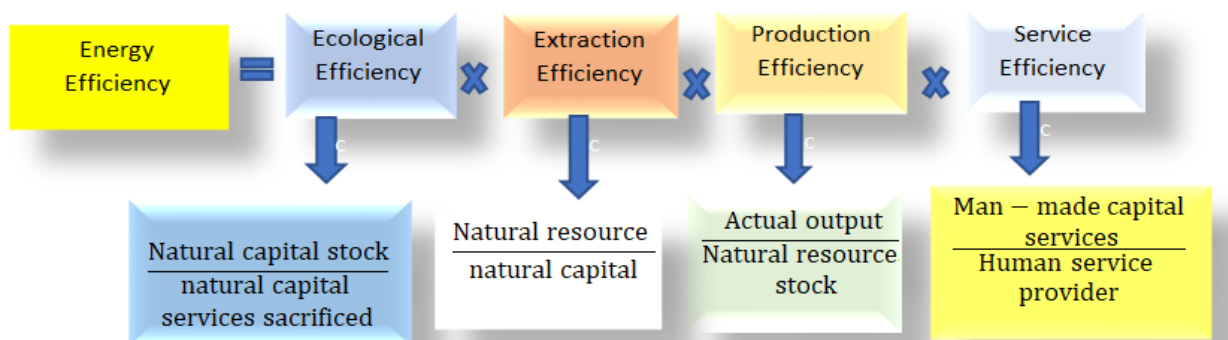 Energy
Efficiency
=
Ecological
Efficiency
×
Extraction
Efficiency
×
Production
Efficiency
×
Service
Efficiency
C
C
C
C
Natural capital stock
natural capital
services sacrificed
Natural resource
natural capital
Actual output
Natural resource
stock
Man − made capital
services
Human service
provider